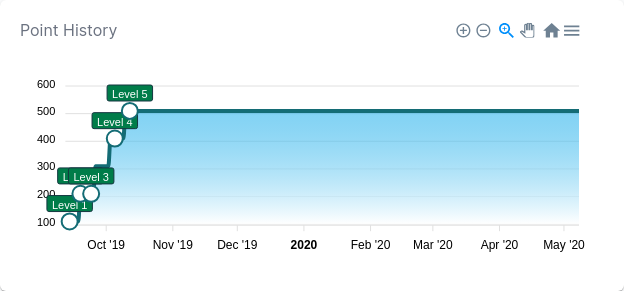 Point History
600
Level 5
500
Level 4
400
300
L
Level 3
200
Level 1
100
Oct '19
Nov '19
Dec '19
2020
Feb '20
Mar '20
Apr '20
May '20